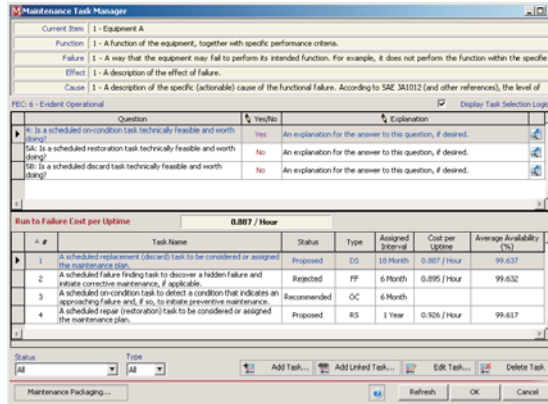 Maintenance Task Manager
Current Item 1 - Equipment A
Function 1 - A function of the equipment, together with specific performance criteria.
Failure 1 - A way that the equipment may fail to perform its intended function. For example, it does not perform the function within the specifie
Effect 1 - A description of the effect of failure.
Cause 1 - A description of the specific (actionable) cause of the functional failure. According to SAE JA1012 (and other references), the level of
FEC: 6 - Evident Operational Display Task Selection Logic
Question Yes/No Explanation
4: Is a scheduled on-condition task technically feasible and worth doing? Yes An explanation for the answer to this question, if desired.
5A: Is a scheduled restoration task technically feasible and worth doing? No An explanation for the answer to this question, if desired.
5B: Is a scheduled discard task technically feasible and worth doing? No An explanation for the answer to this question, if desired.
Run to Failure Cost per Uptime 0.887 / Hour
# Task Name Status Type Assigned Interval Cost per Uptime Average Availability (%)
1 A scheduled replacement (discard) task to be considered or assigned the maintenance plan. Proposed DS 18 Month 0.887 / Hour 99.637
2 A scheduled failure finding task to discover a hidden failure and initiate corrective maintenance, if applicable. Rejected FF 6 Month 0.895 / Hour 99.632
3 A scheduled on-condition task to detect a condition that indicates an approaching failure and, if so, to initiate preventive maintenance. Recommended OC 6 Month
4 A scheduled repair (restoration) task to be considered or assigned the maintenance plan. Proposed RS 1 Year 0.926 / Hour 99.617
Status Type
All All Add Task... Add Linked Task... Edit Task... Delete Task
Maintenance Packaging... Refresh OK Cancel